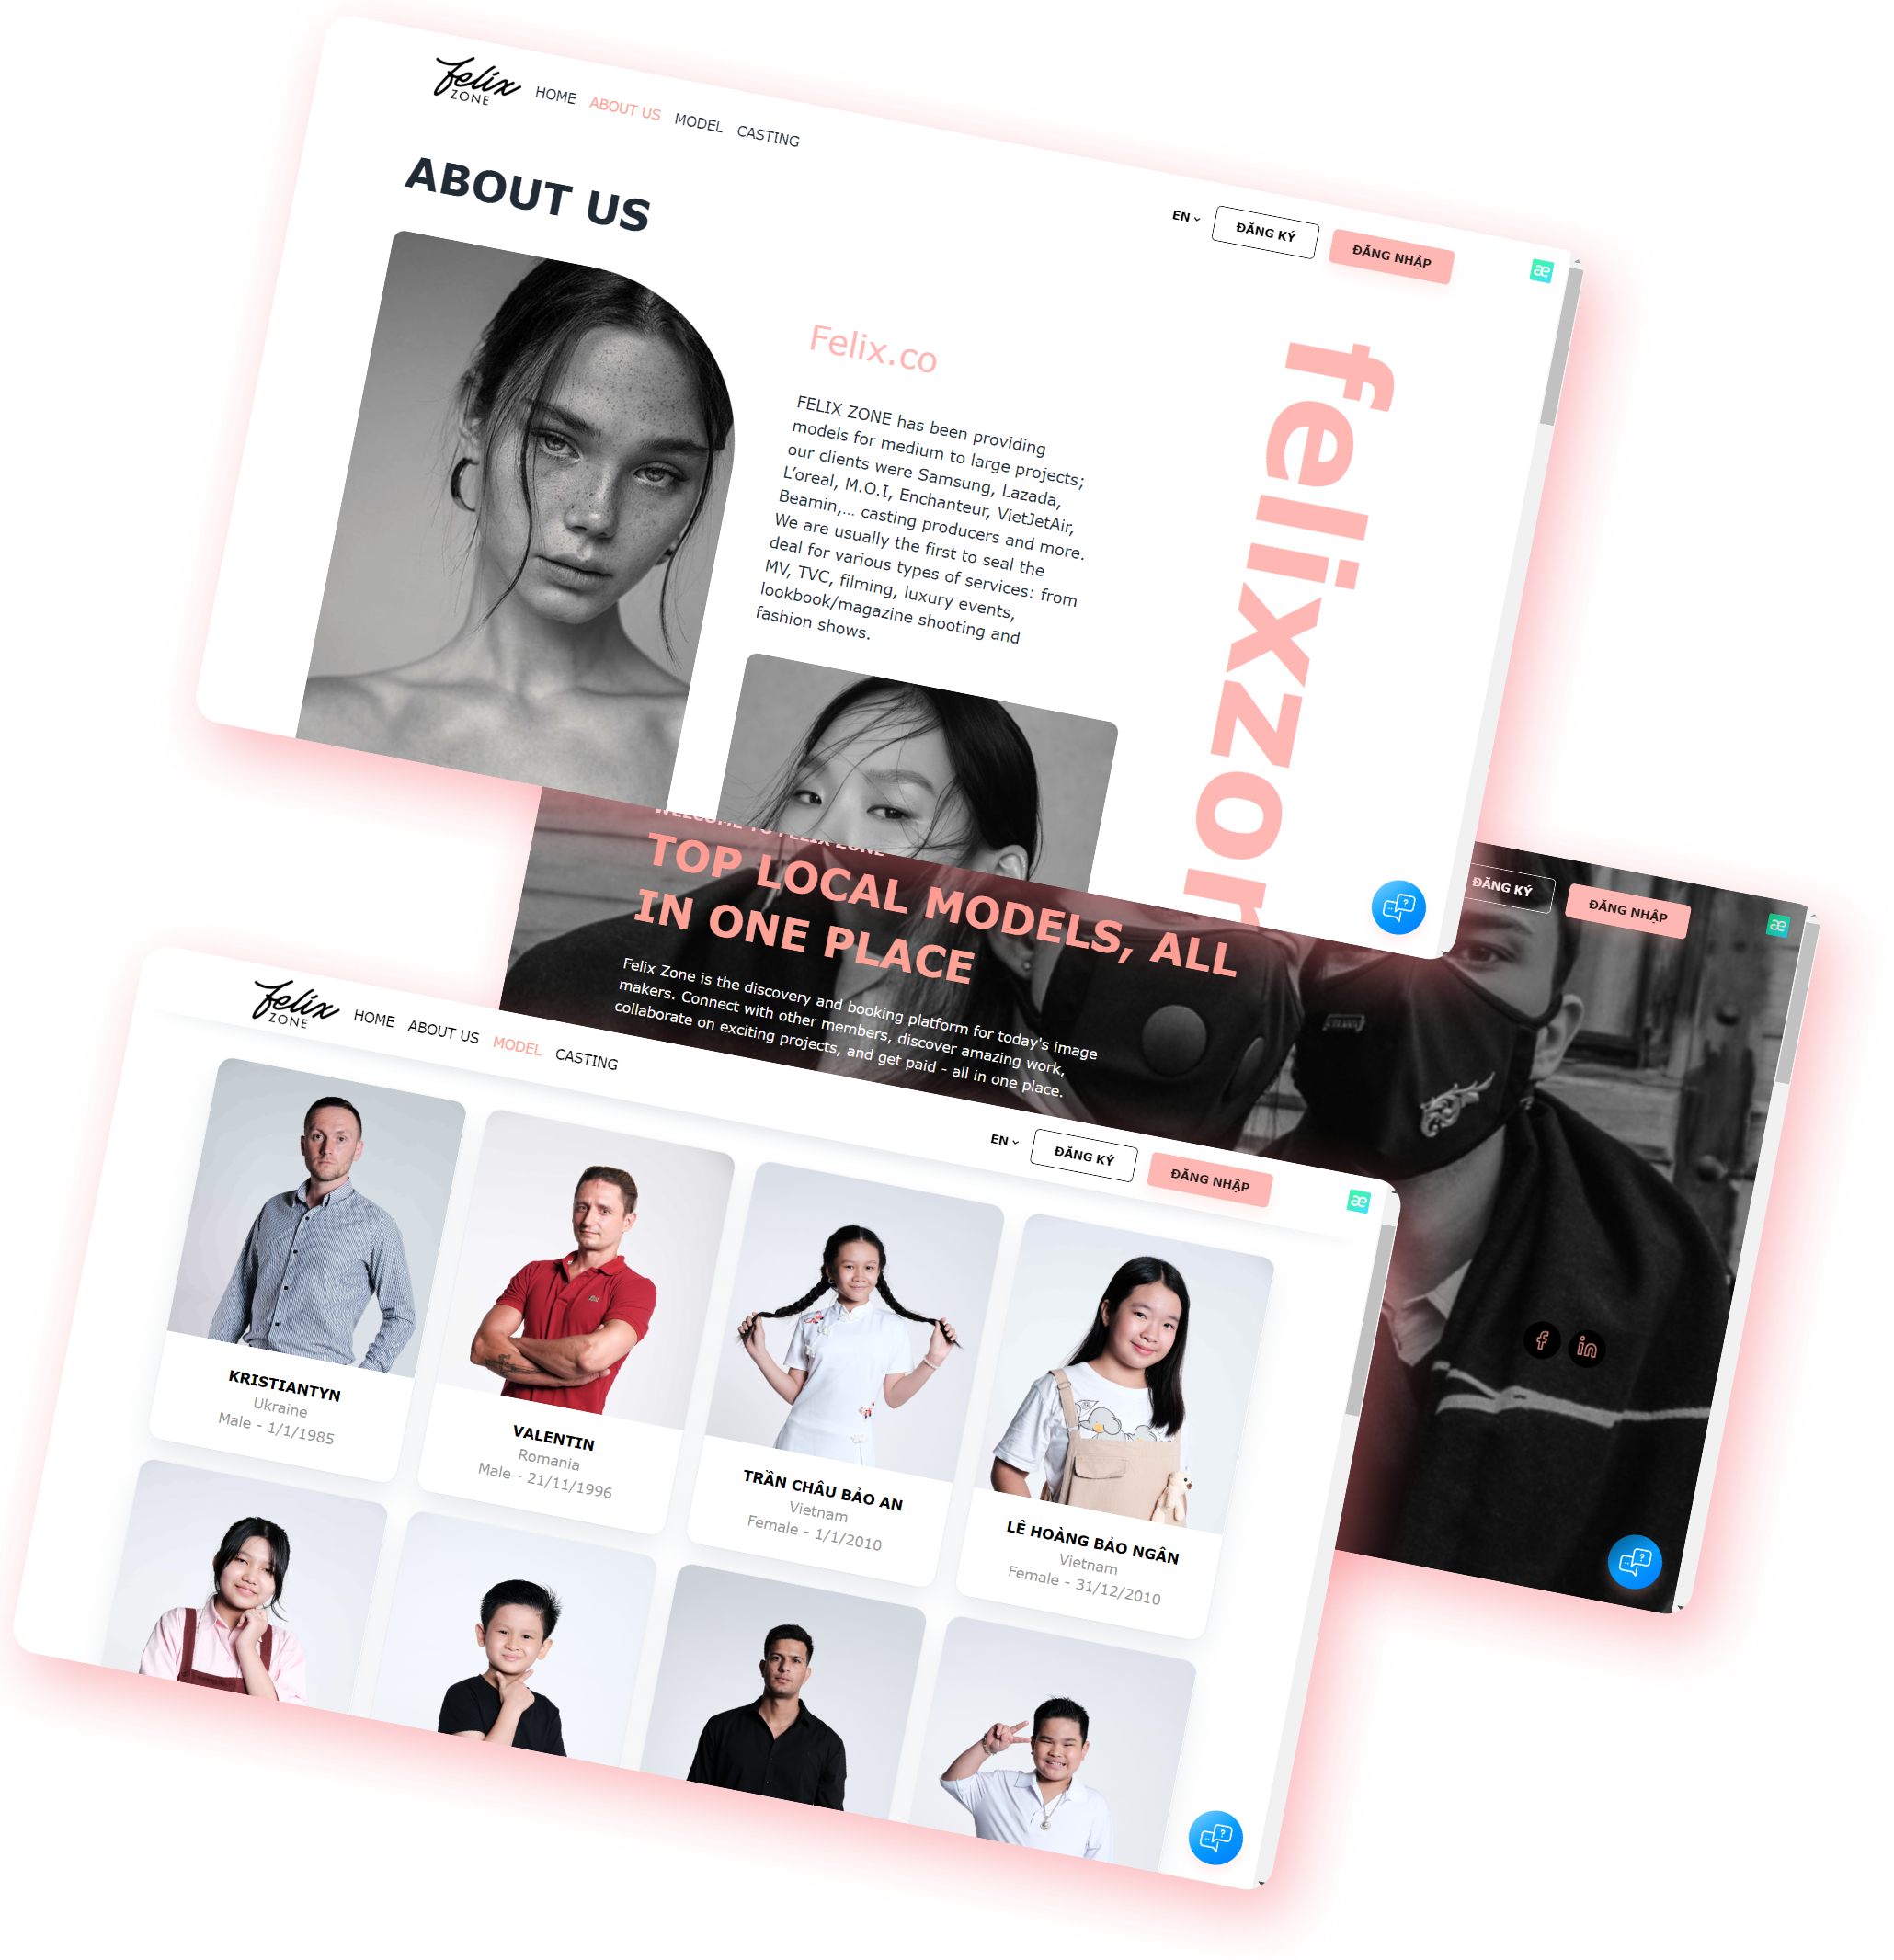 felix
ZONE
HOME
ABOUT US
MODEL
CASTING
EN
ĐĂNG KÝ
ĐĂNG NHẬP
æ
ABOUT US
Felix.co
FELIX ZONE has been providing
models for medium to large projects;
our clients were Samsung, Lazada,
L’oreal, M.O.I, Enchanteur, VietJetAir,
Beamin,... casting producers and more.
We are usually the first to seal the
deal for various types of services: from
MV, TVC, filming, luxury events,
lookbook/magazine shooting and
fashion shows.
felixzon
WELCOME TO FELIX ZONE
TOP LOCAL MODELS, ALL
IN ONE PLACE
Felix Zone is the discovery and booking platform for today's image
makers. Connect with other members, discover amazing work,
collaborate on exciting projects, and get paid - all in one place.
ĐĂNG KÝ
ĐĂNG NHẬP
æ
felix
ZONE
HOME
ABOUT US
MODEL
CASTING
EN
ĐĂNG KÝ
ĐĂNG NHẬP
æ
KRISTIANTYN
Ukraine
Male - 1/1/1985
VALENTIN
Romania
Male - 21/11/1996
TRẦN CHÂU BẢO AN
Vietnam
Female - 1/1/2010
LÊ HOÀNG BẢO NGÂN
Vietnam
Female - 31/12/2010